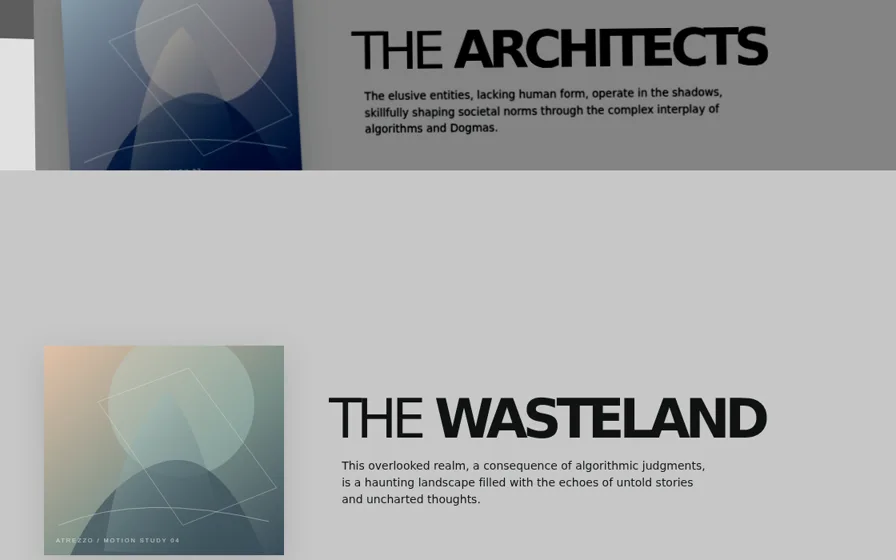 THE ARCHITECTS
The elusive entities, lacking human form, operate in the shadows,
skillfully shaping societal norms through the complex interplay of
algorithms and Dogmas.
THE WASTELAND
This overlooked realm, a consequence of algorithmic judgments,
is a haunting landscape filled with the echoes of untold stories
and uncharted thoughts.
ATREZZO / MOTION STUDY 04